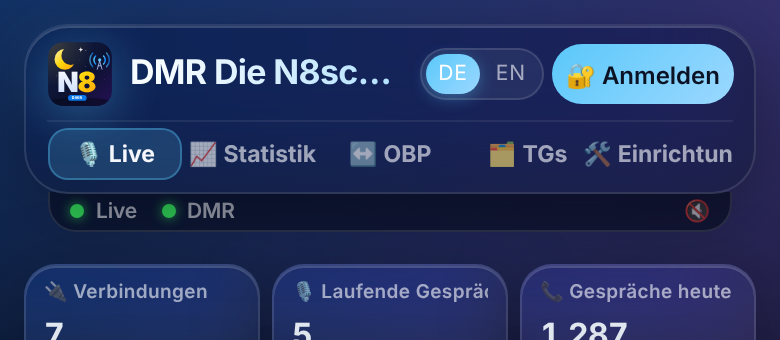 N8
DMR Die N8sc...
DE EN
Anmelden
Live Statistik OBP TGs Einrichtun
Live DMR
Verbindungen Laufende Gespräc Gespräche heute
7 5 1.287